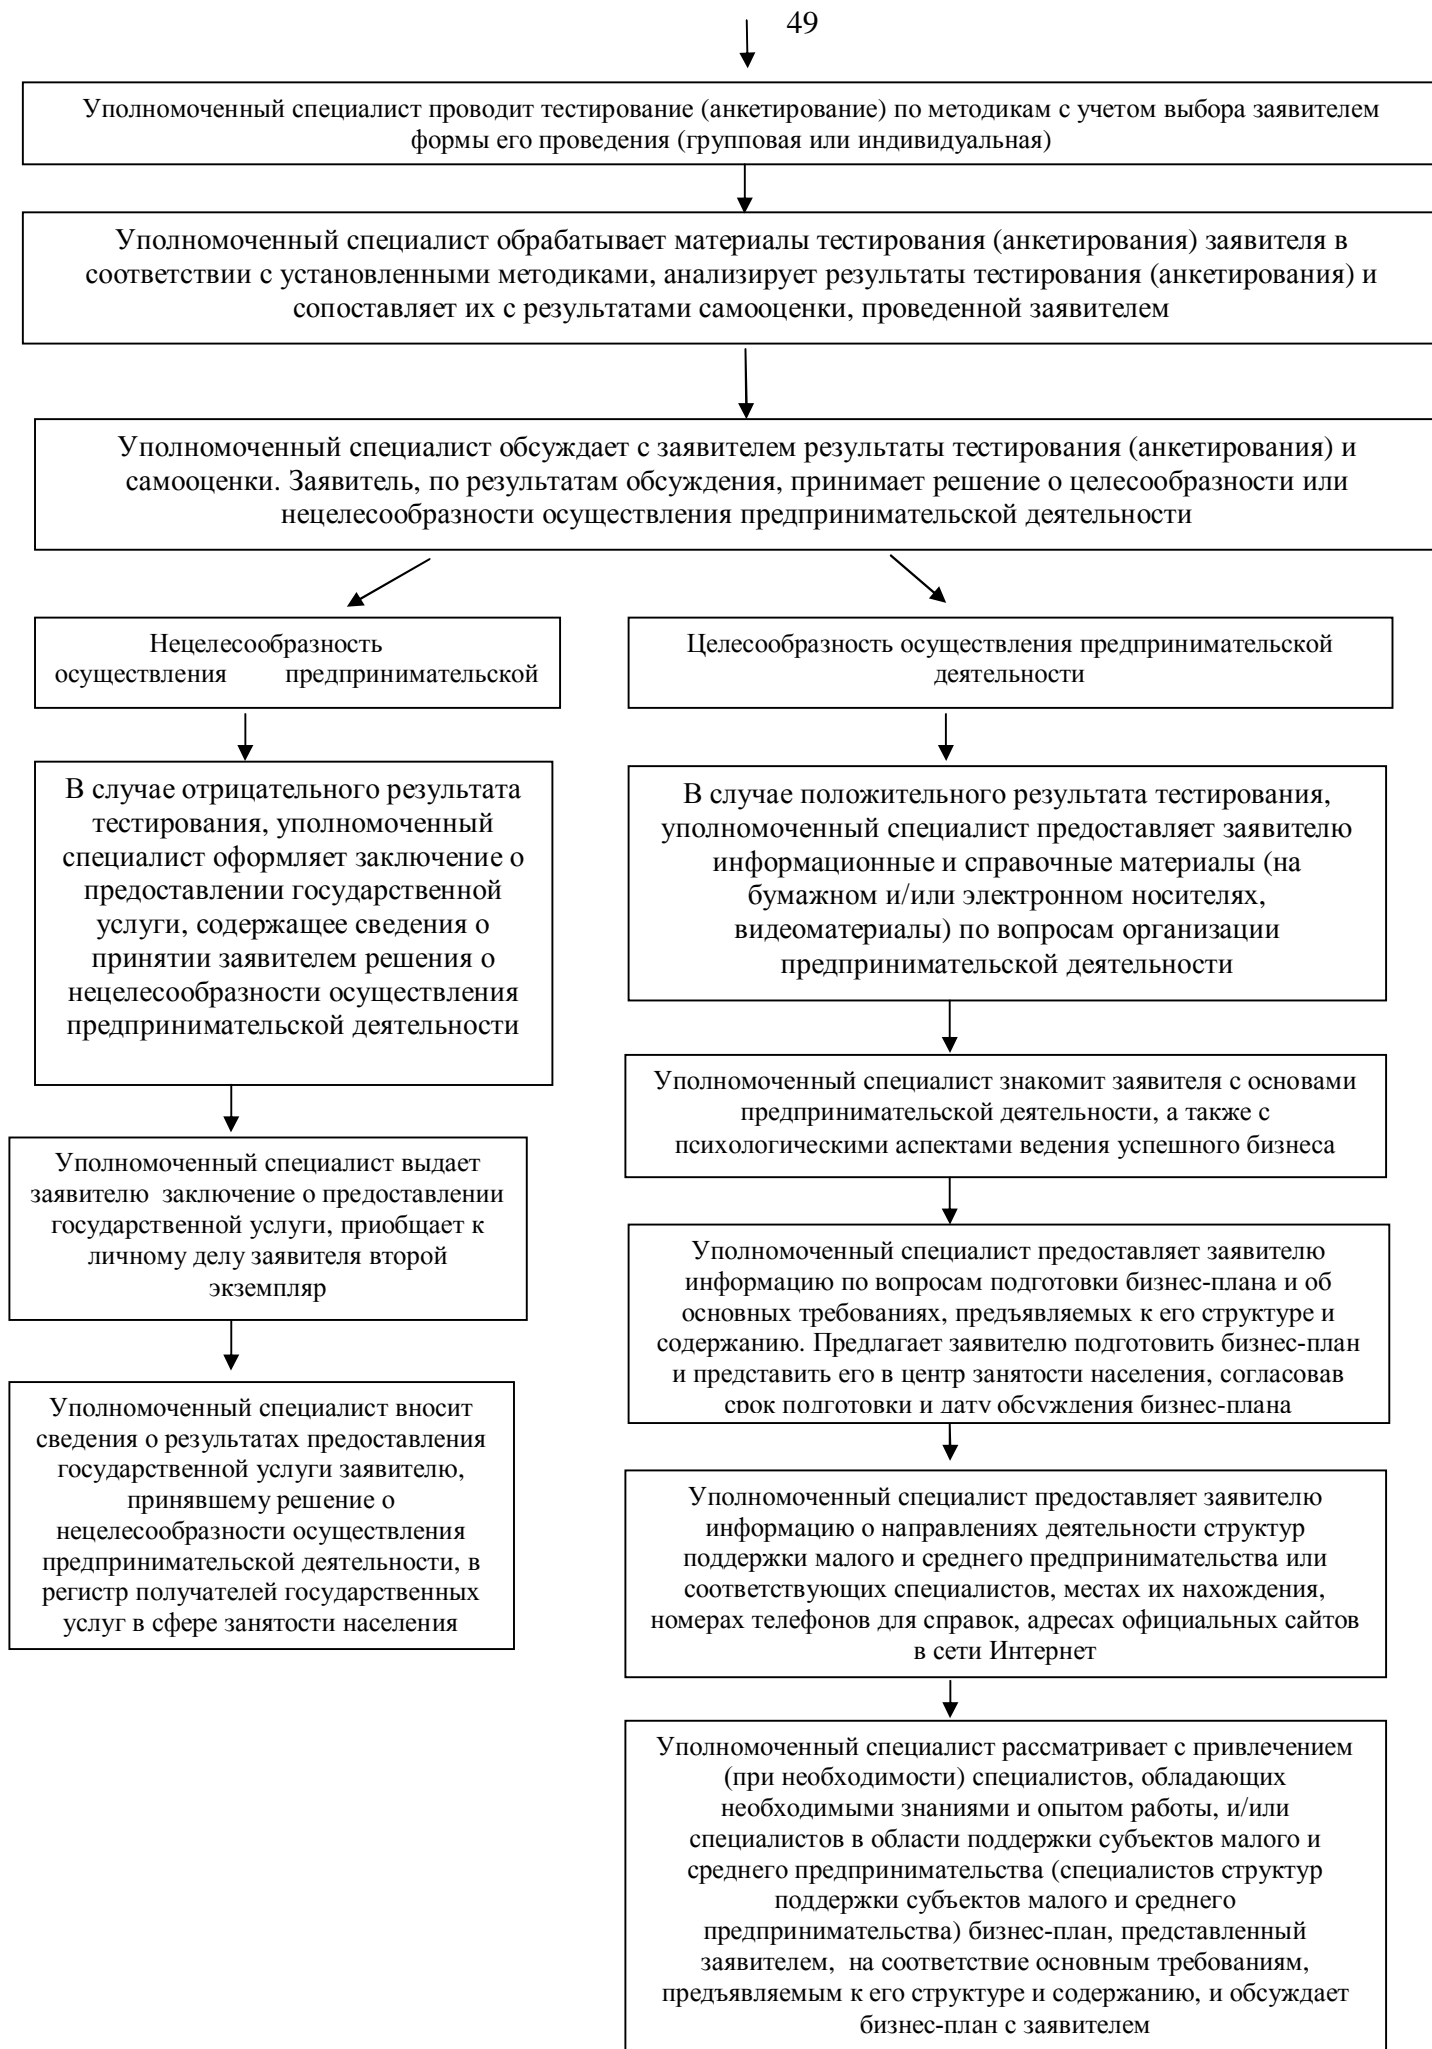 49
Уполномоченный специалист проводит тестирование (анкетирование) по методикам с учетом выбора заявителем
формы его проведения (групповая или индивидуальная)
Уполномоченный специалист обрабатывает материалы тестирования (анкетирования) заявителя в
соответствии с установленными методиками, анализирует результаты тестирования (анкетирования) и
сопоставляет их с результатами самооценки, проведенной заявителем
Уполномоченный специалист обсуждает с заявителем результаты тестирования (анкетирования) и
самооценки. Заявитель, по результатам обсуждения, принимает решение о целесообразности или
нецелесообразности осуществления предпринимательской деятельности
Нецелесообразность
осуществления предпринимательской
В случае отрицательного результата
тестирования, уполномоченный
специалист оформляет заключение о
предоставлении государственной
услуги, содержащее сведения о
принятии заявителем решения о
нецелесообразности осуществления
предпринимательской деятельности
Уполномоченный специалист выдает
заявителю заключение о предоставлении
государственной услуги, приобщает к
личному делу заявителя второй
экземпляр
Уполномоченный специалист вносит
сведения о результатах предоставления
государственной услуги заявителю,
принявшему решение о
нецелесообразности осуществления
предпринимательской деятельности, в
регистр получателей государственных
услуг в сфере занятости населения
Целесообразность осуществления предпринимательской
деятельности
В случае положительного результата тестирования,
уполномоченный специалист предоставляет заявителю
информационные и справочные материалы (на
бумажном и/или электронном носителях,
видеоматериалы) по вопросам организации
предпринимательской деятельности
Уполномоченный специалист знакомит заявителя с основами
предпринимательской деятельности, а также с
психологическими аспектами ведения успешного бизнеса
Уполномоченный специалист предоставляет заявителю
информацию по вопросам подготовки бизнес-плана и об
основных требованиях, предъявляемых к его структуре и
содержанию. Предлагает заявителю подготовить бизнес-план
и представить его в центр занятости населения, согласовав
срок подготовки и дату обсуждения бизнес-плана
Уполномоченный специалист предоставляет заявителю
информацию о направлениях деятельности структур
поддержки малого и среднего предпринимательства или
соответствующих специалистов, местах их нахождения,
номерах телефонов для справок, адресах официальных сайтов
в сети Интернет
Уполномоченный специалист рассматривает с привлечением
(при необходимости) специалистов, обладающих
необходимыми знаниями и опытом работы, и/или
специалистов в области поддержки субъектов малого и
среднего предпринимательства (специалистов структур
поддержки субъектов малого и среднего
предпринимательства) бизнес-план, представленный
заявителем, на соответствие основным требованиям,
предъявляемым к его структуре и содержанию, и обсуждает
бизнес-план с заявителем